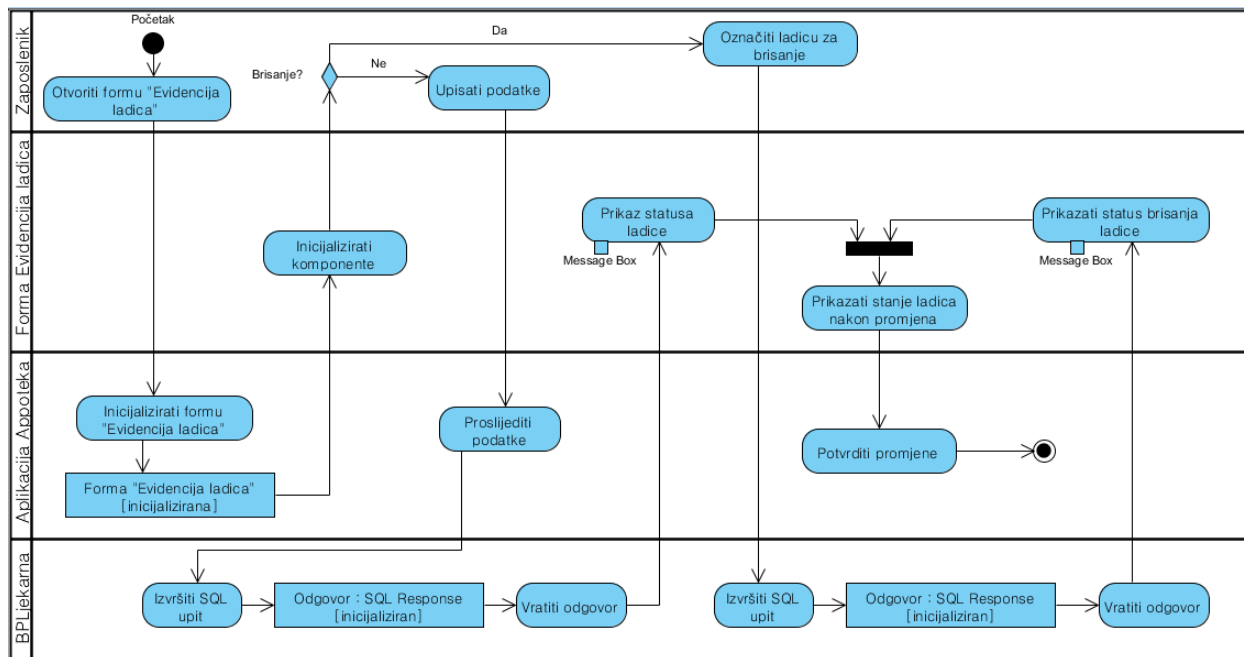 Zaposlenik
Početak
Otvoriti formu "Evidencija
ladica"
Brisanje?
Da
Ne
Upisati podatke
Označiti ladicu za
brisanje
Forma Evidencija ladica
Inicijalizirati
komponente
Prikaz statusa
ladice
Message Box
Prikazati stanje ladica
nakon promjena
Prikazati status brisanja
ladice
Message Box
Aplikacija Appoteka
Inicijalizirati formu
"Evidencija ladica"
Forma "Evidencija ladica"
[inicijalizirana]
Proslijediti
podatke
Potvrditi promjene
BPLjekarna
Izvršiti SQL
upit
Odgovor : SQL Response
[inicijaliziran]
Vratiti odgovor
Izvršiti SQL
upit
Odgovor : SQL Response
[inicijaliziran]
Vratiti odgovor